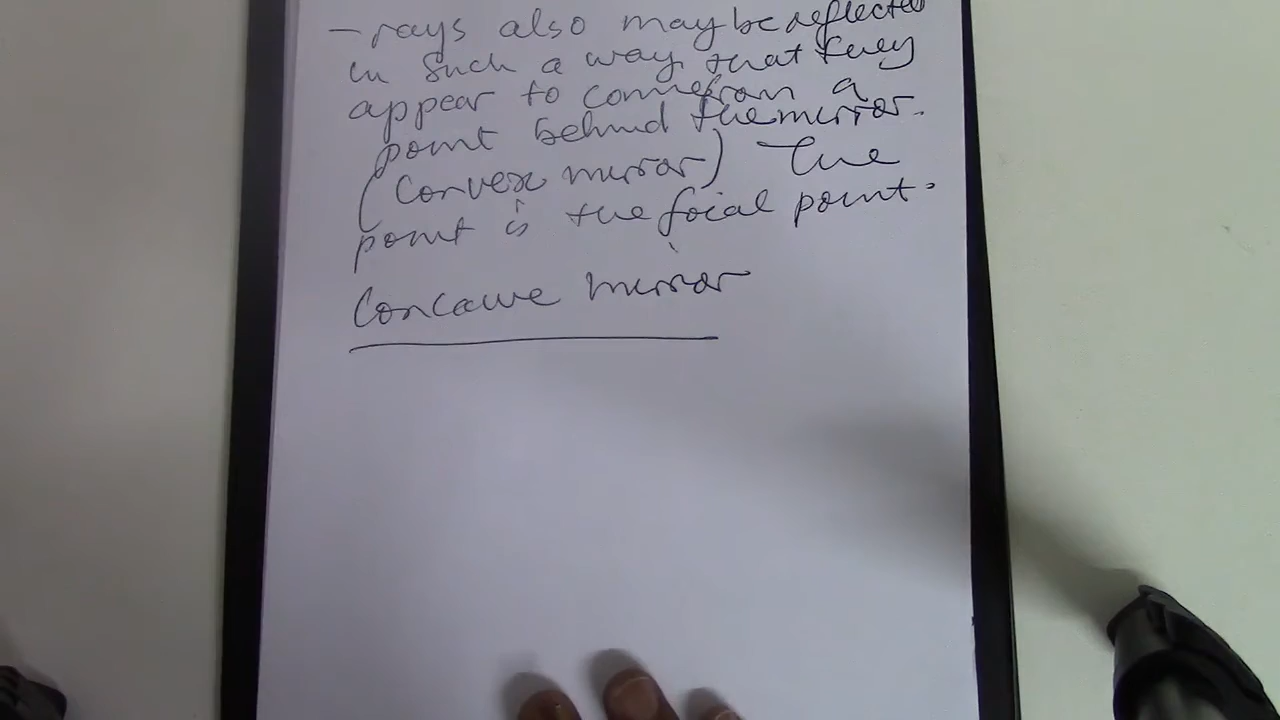 - rays also may be reflected
in such a way that they
appear to come from a
point behind the mirror.
(Convex mirror) The
point is the focal point.
Concave mirror